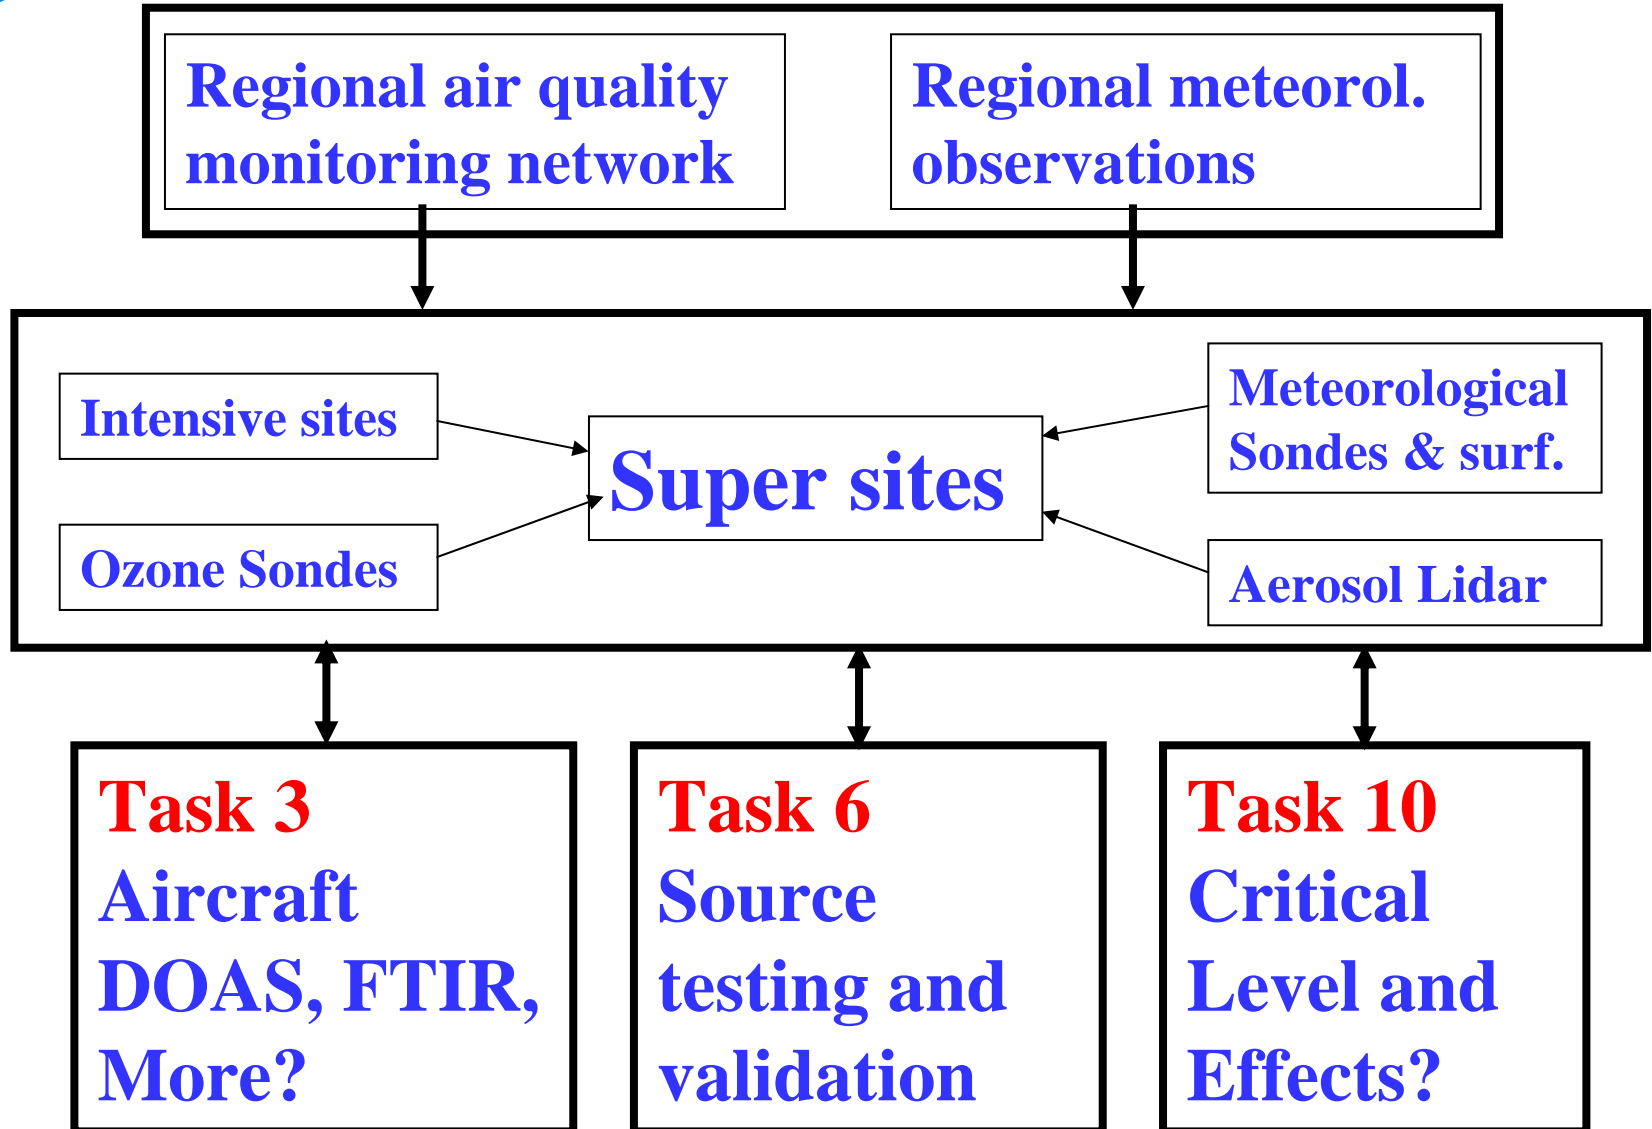 Regional air quality
monitoring network
Regional meteorol.
observations
Intensive sites
Ozone Sondes
Super sites
Meteorological
Sondes & surf.
Aerosol Lidar
Task 3
Aircraft
DOAS, FTIR,
More?
Task 6
Source
testing and
validation
Task 10
Critical
Level and
Effects?